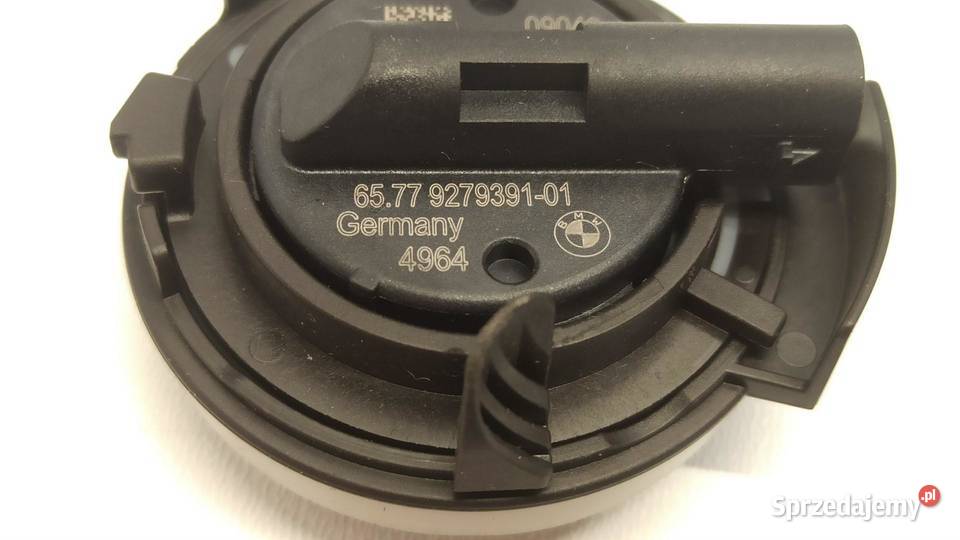 65.77 9279391-01
Germany
4964
BMW
Sprzedajemy.pl